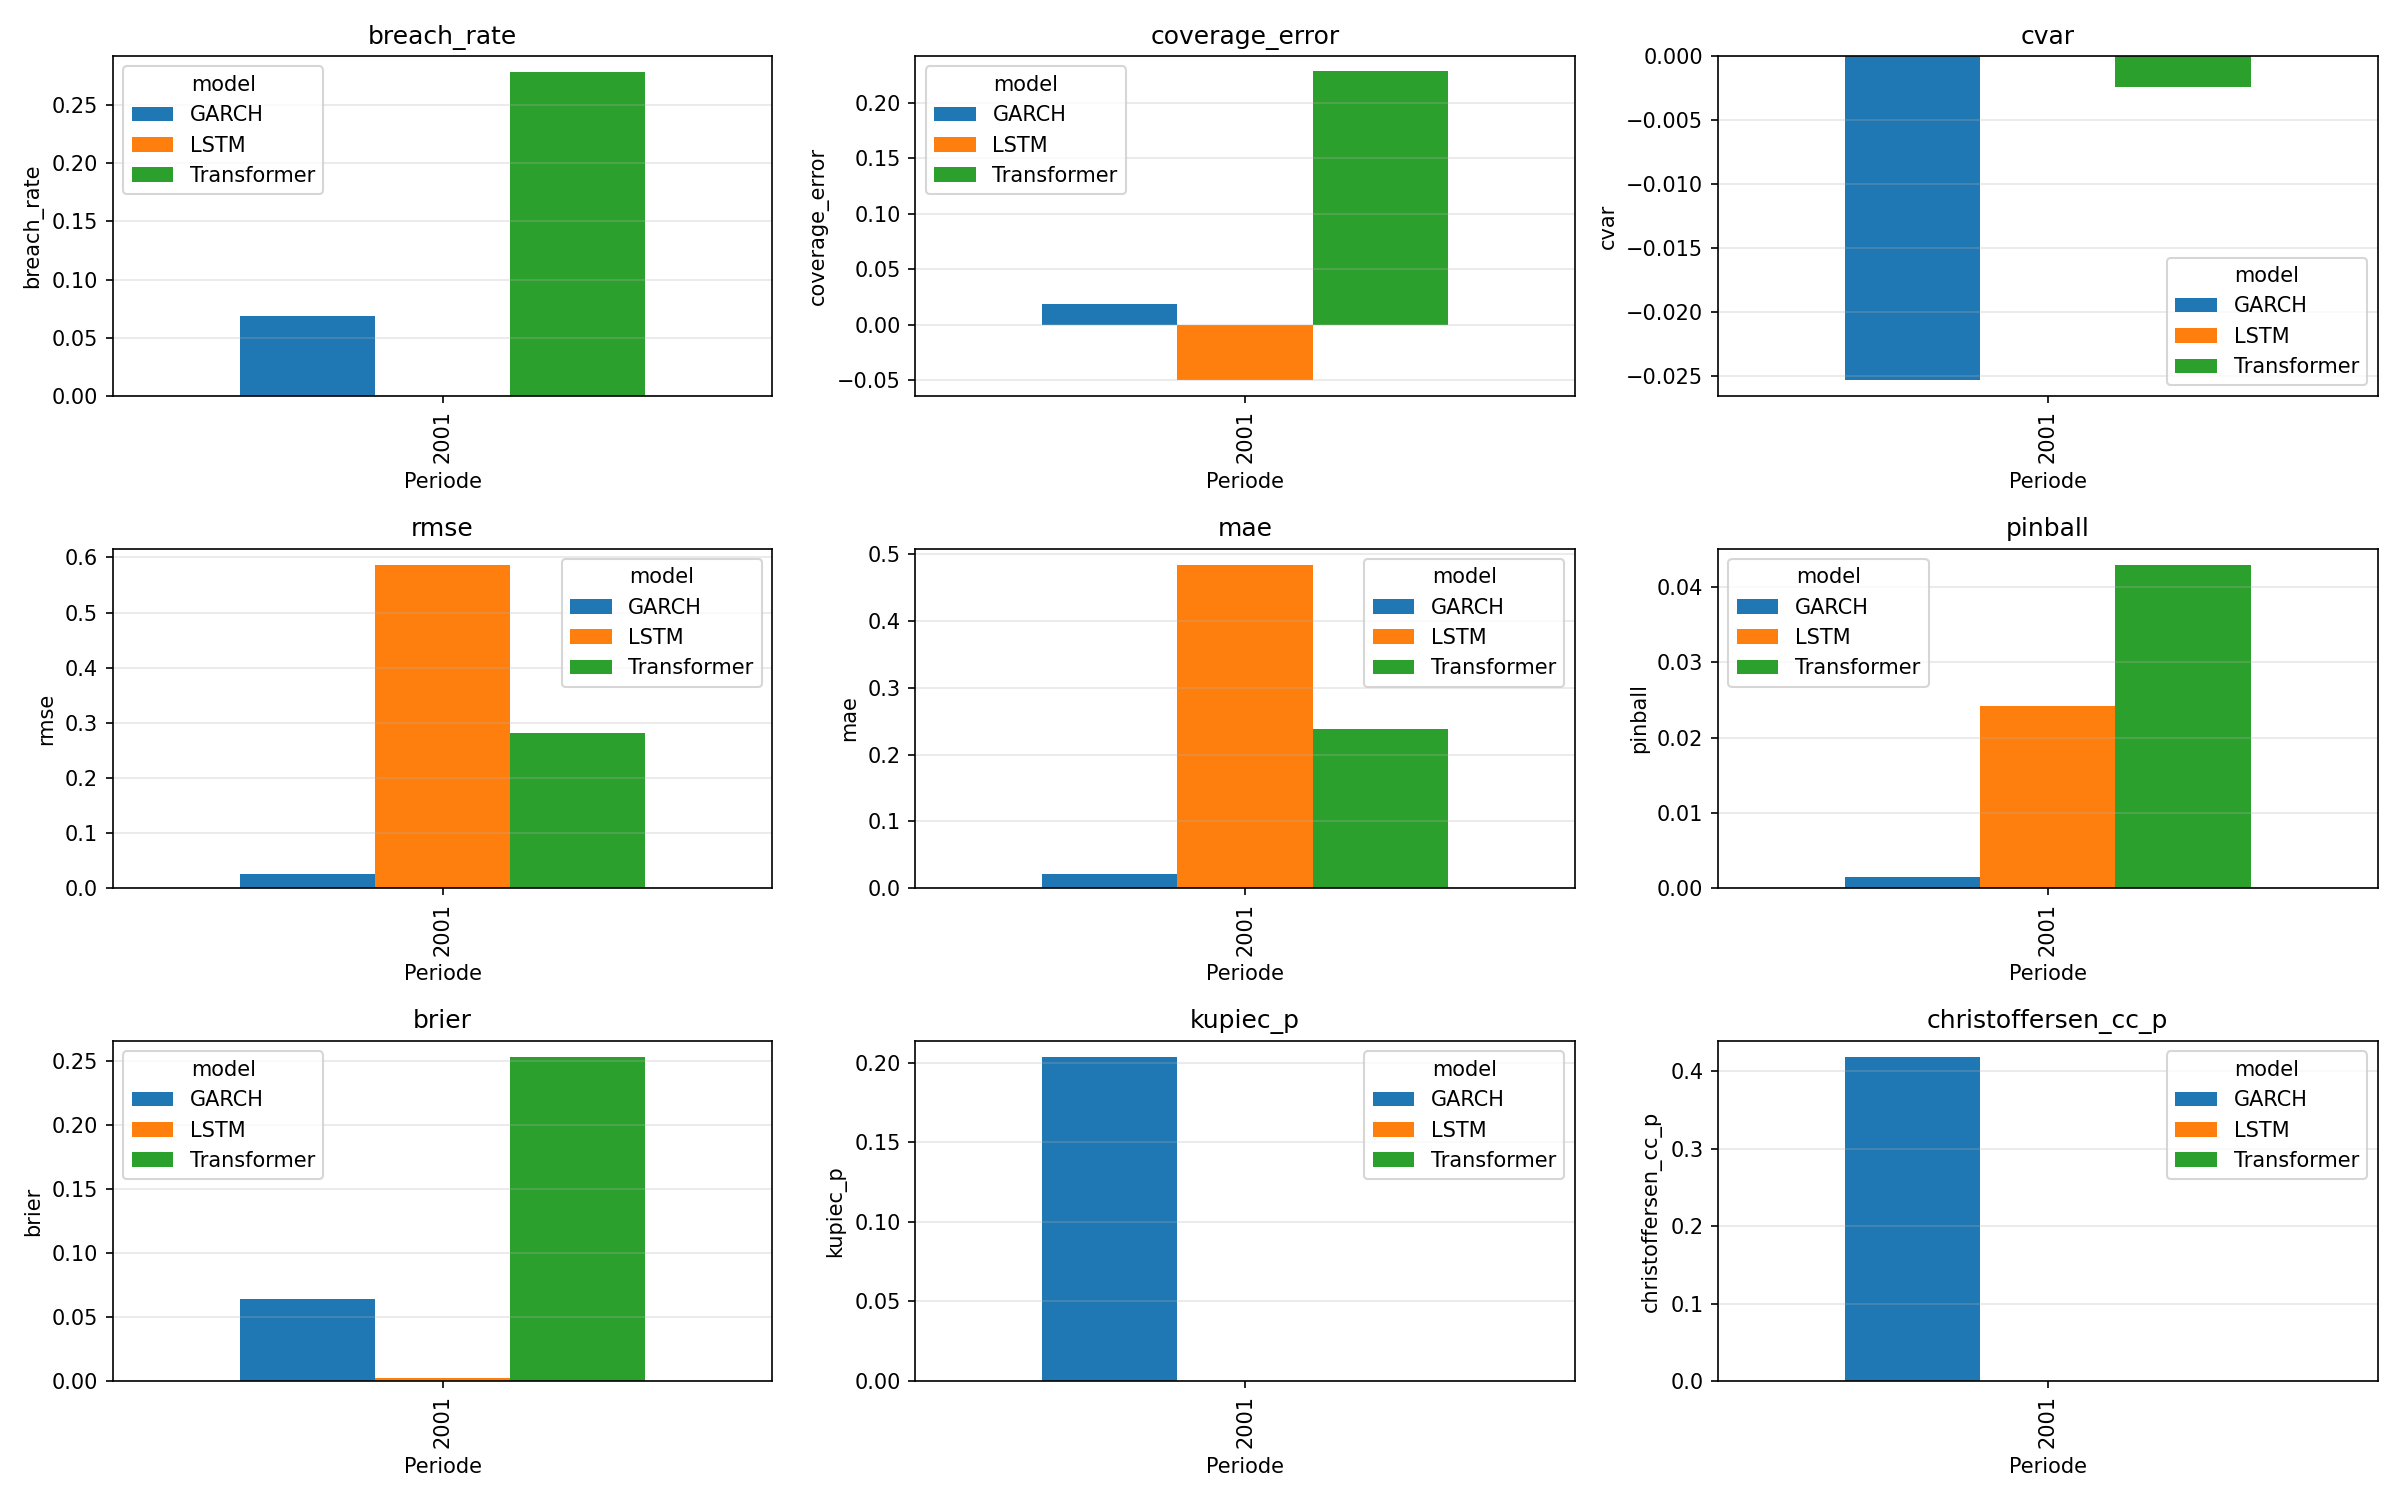 breach_rate
breach_rate
0.25
0.20
0.15
0.10
0.05
0.00
model
GARCH
LSTM
Transformer
2001
Periode
coverage_error
coverage_error
0.20
0.15
0.10
0.05
0.00
−0.05
model
GARCH
LSTM
Transformer
2001
Periode
cvar
cvar
0.000
−0.005
−0.010
−0.015
−0.020
−0.025
model
GARCH
LSTM
Transformer
2001
Periode
rmse
rmse
0.6
0.5
0.4
0.3
0.2
0.1
0.0
model
GARCH
LSTM
Transformer
2001
Periode
mae
mae
0.5
0.4
0.3
0.2
0.1
0.0
model
GARCH
LSTM
Transformer
2001
Periode
pinball
pinball
0.04
0.03
0.02
0.01
0.00
model
GARCH
LSTM
Transformer
2001
Periode
brier
brier
0.25
0.20
0.15
0.10
0.05
0.00
model
GARCH
LSTM
Transformer
2001
Periode
kupiec_p
kupiec_p
0.20
0.15
0.10
0.05
0.00
model
GARCH
LSTM
Transformer
2001
Periode
christoffersen_cc_p
christoffersen_cc_p
0.4
0.3
0.2
0.1
0.0
model
GARCH
LSTM
Transformer
2001
Periode